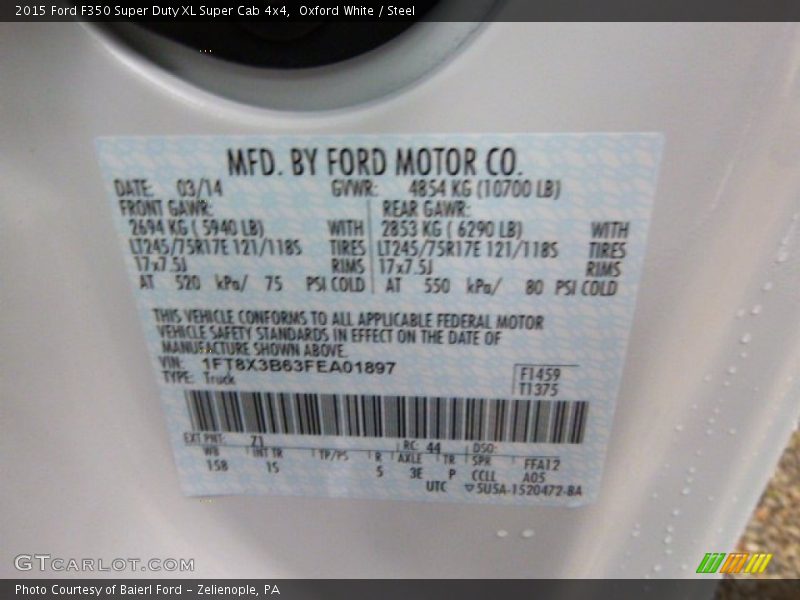 2015 Ford F350 Super Duty XL Super Cab 4x4, Oxford White / Steel
MFD. BY FORD MOTOR CO.
DATE: 03/14 GVWR: 4854 KG (10700 LB)
FRONT GAWR: REAR GAWR:
2694 KG ( 5940 LB) WITH 2853 KG ( 6290 LB) WITH
LT245/75R17E 121/118S TIRES LT245/75R17E 121/118S TIRES
17x7.5J RIMS 17x7.5J RIMS
AT 520 kPa/ 75 PSI COLD AT 550 kPa/ 80 PSI COLD
THIS VEHICLE CONFORMS TO ALL APPLICABLE FEDERAL MOTOR
VEHICLE SAFETY STANDARDS IN EFFECT ON THE DATE OF
MANUFACTURE SHOWN ABOVE.
VIN: 1FT8X3B63FEA01897
TYPE: Truck
F1459
T1375
EXT PNT: Z1 RC: 44 DSO:
WB INT TR TP/PS R AXLE TR SPR FFA12
158 1S 5 3E P CCLL A05
UTC ▽5U5A-1520472-BA
GTCARLOT.COM
Photo Courtesy of Baierl Ford - Zelienople, PA